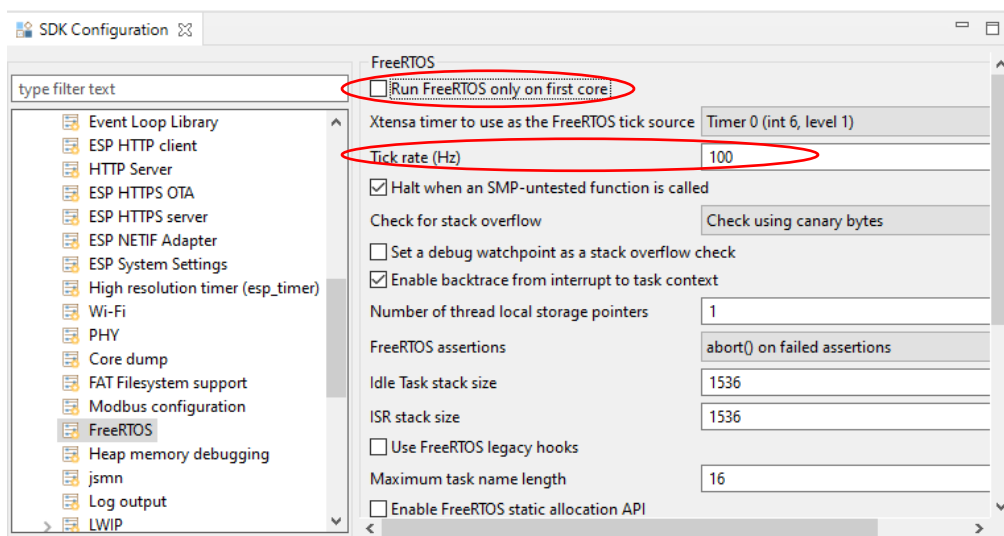 SDK Configuration
type filter text
Event Loop Library
ESP HTTP client
HTTP Server
ESP HTTPS OTA
ESP HTTPS server
ESP NETIF Adapter
ESP System Settings
High resolution timer (esp_timer)
Wi-Fi
PHY
Core dump
FAT Filesystem support
Modbus configuration
FreeRTOS
Heap memory debugging
jsmn
Log output
LWIP
FreeRTOS
Run FreeRTOS only on first core
Xtensa timer to use as the FreeRTOS tick source Timer 0 (int 6, level 1)
Tick rate (Hz) 100
Halt when an SMP-untested function is called
Check for stack overflow Check using canary bytes
Set a debug watchpoint as a stack overflow check
Enable backtrace from interrupt to task context
Number of thread local storage pointers 1
FreeRTOS assertions abort() on failed assertions
Idle Task stack size 1536
ISR stack size 1536
Use FreeRTOS legacy hooks
Maximum task name length 16
Enable FreeRTOS static allocation API